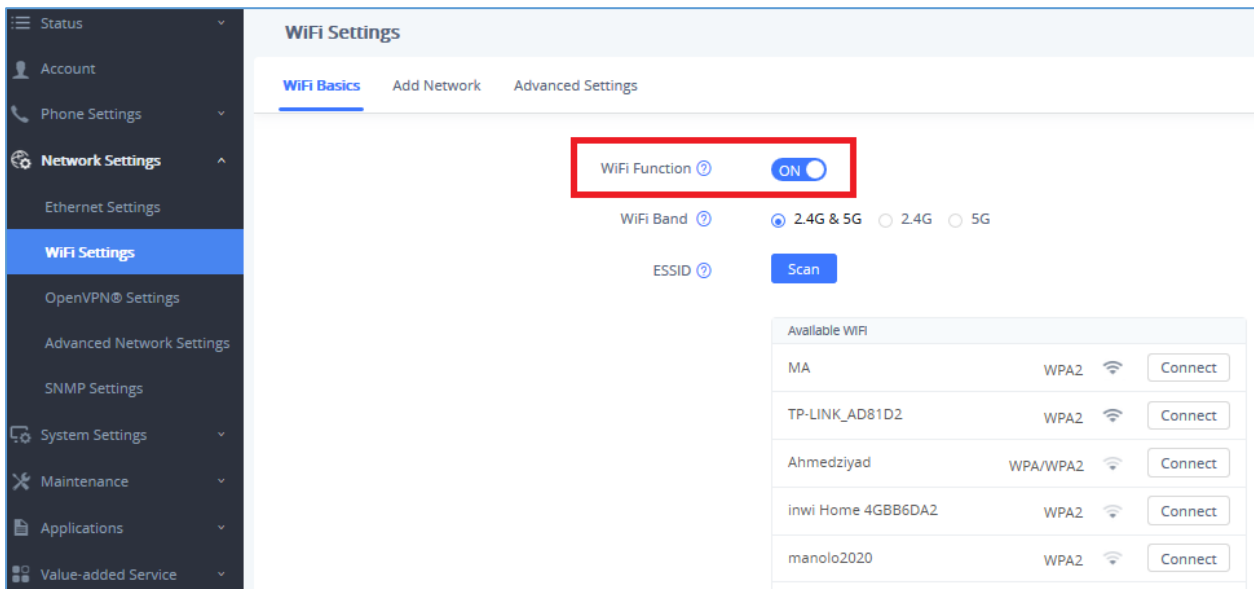 Status
Account
Phone Settings
Network Settings
Ethernet Settings
WiFi Settings
OpenVPN® Settings
Advanced Network Settings
SNMP Settings
System Settings
Maintenance
Applications
Value-added Service
WiFi Settings
WiFi Basics Add Network Advanced Settings
WiFi Function ? ON
WiFi Band ? 2.4G & 5G 2.4G 5G
ESSID ? Scan
Available WIFI
MA WPA2 Connect
TP-LINK_AD81D2 WPA2 Connect
Ahmedziyad WPA/WPA2 Connect
inwi Home 4GBB6DA2 WPA2 Connect
manolo2020 WPA2 Connect